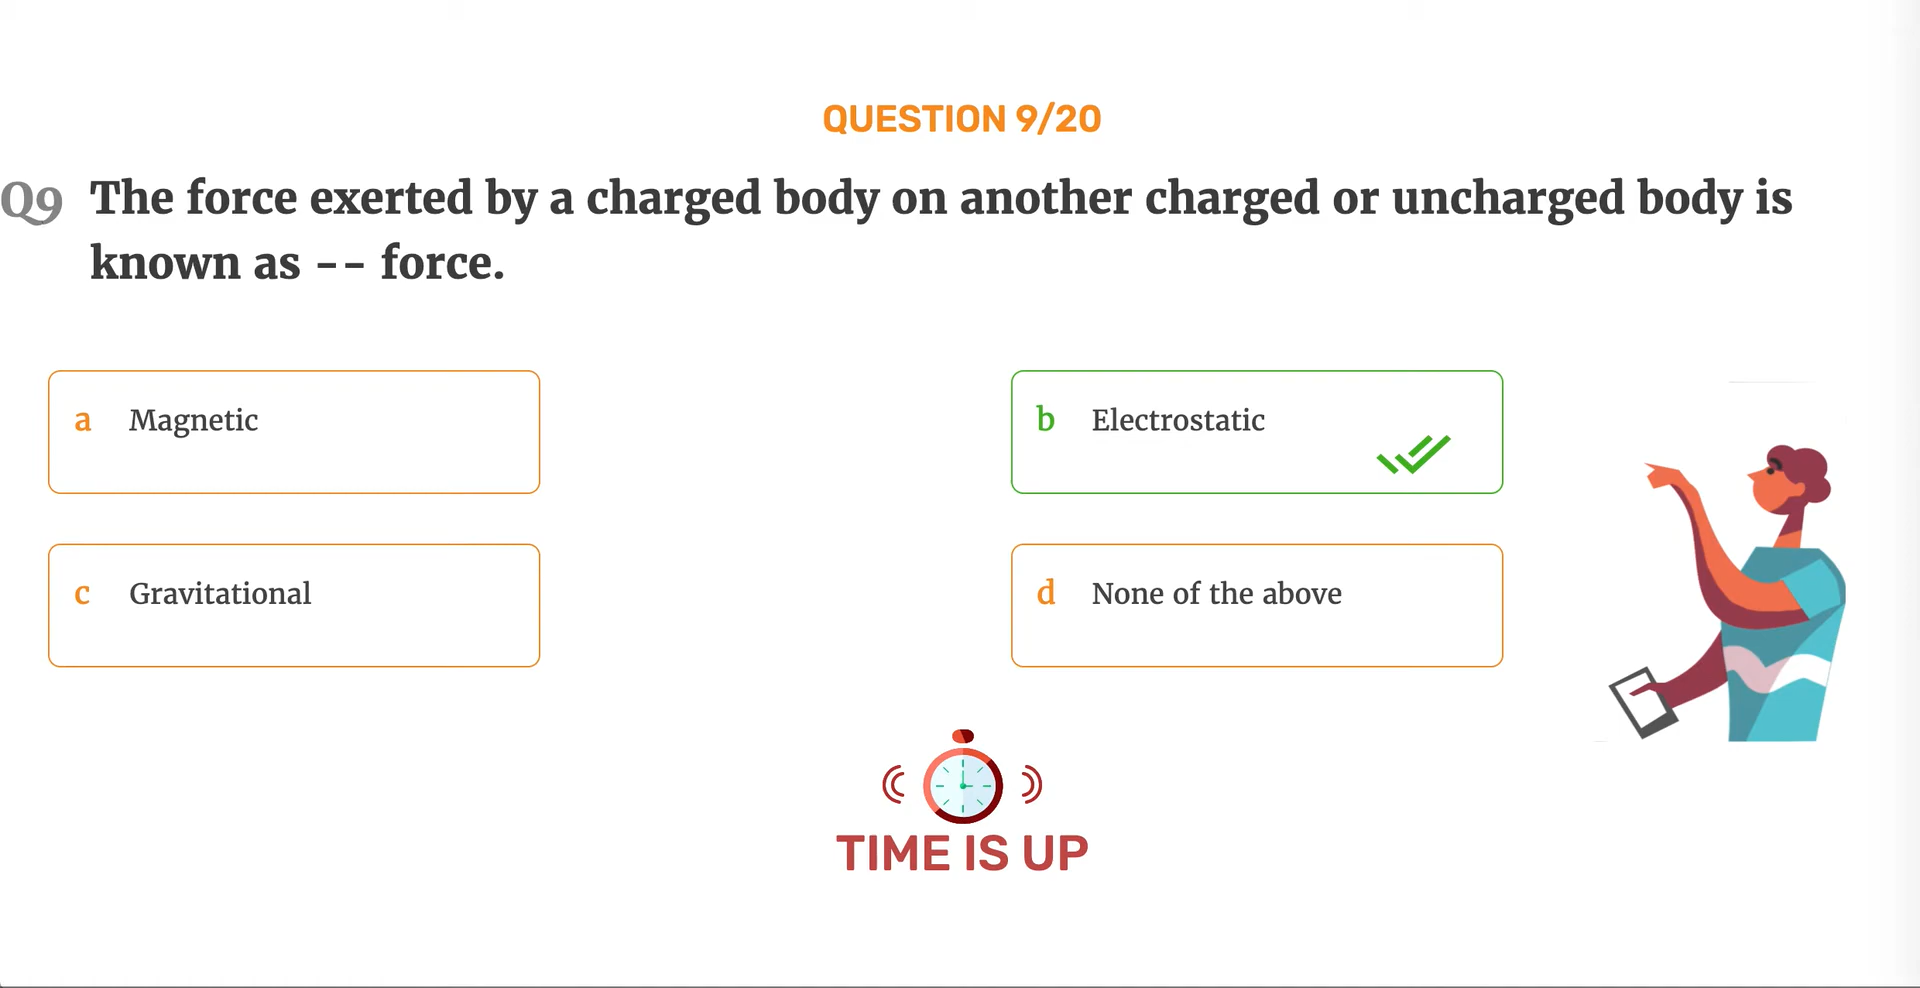 QUESTION 9/20
Q9 The force exerted by a charged body on another charged or uncharged body is
known as -- force.
a Magnetic
b Electrostatic
c Gravitational
d None of the above
TIME IS UP